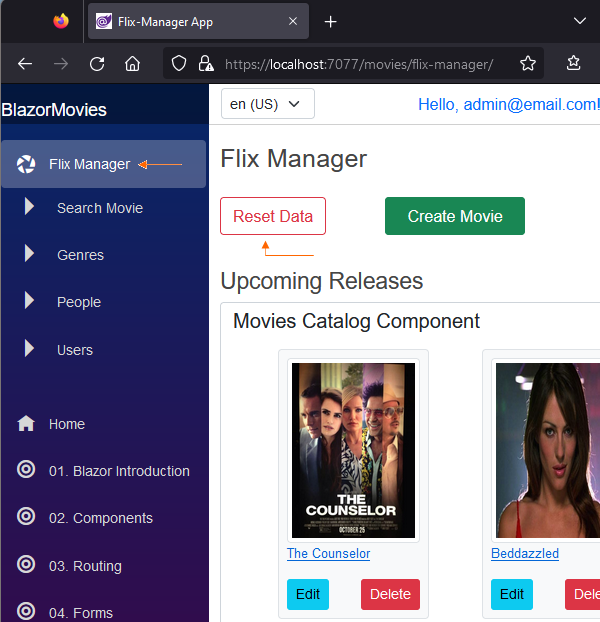 Flix-Manager App
https://localhost:7077/movies/flix-manager/
BlazorMovies
en (US)
Hello, admin@email.com!
Flix Manager
Search Movie
Genres
People
Users
Home
01. Blazor Introduction
02. Components
03. Routing
04. Forms
Flix Manager
Reset Data
Create Movie
Upcoming Releases
Movies Catalog Component
THE
COUNSELOR
OCTOBER 25
The Counselor
Beddazzled
Edit
Delete
Edit
Dele